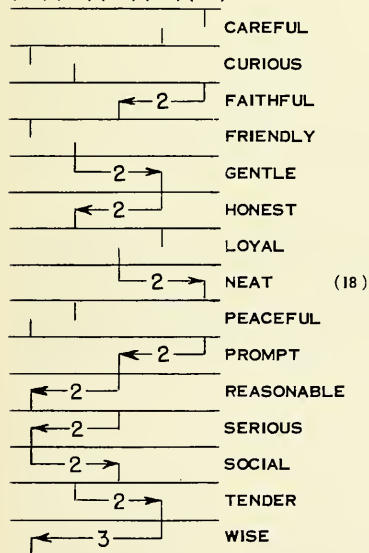 CAREFUL
CURIOUS
2 FAITHFUL
FRIENDLY
2 GENTLE
2 HONEST
LOYAL
2 NEAT (18)
PEACEFUL
2 PROMPT
2 REASONABLE
2 SERIOUS
2 SOCIAL
2 TENDER
3 WISE